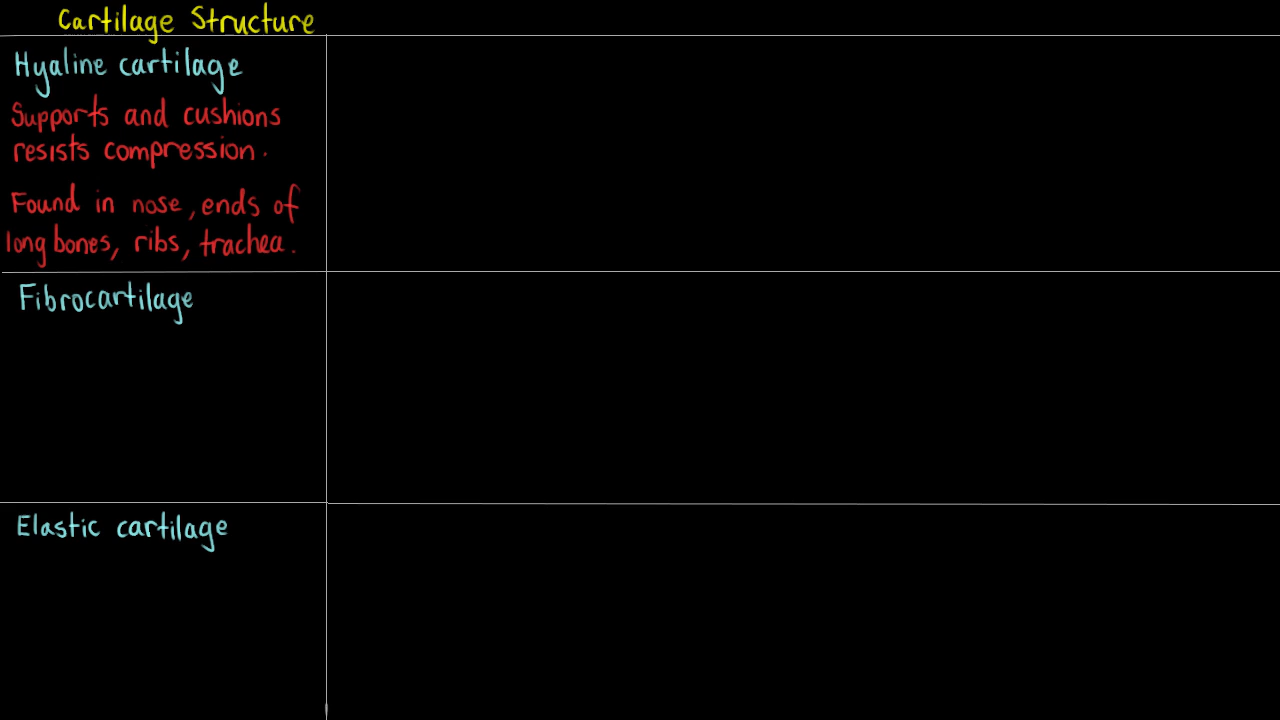 Cartilage Structure
Hyaline cartilage
Supports and cushions
resists compression.
Found in nose, ends of
long bones, ribs, trachea.
Fibrocartilage
Elastic cartilage